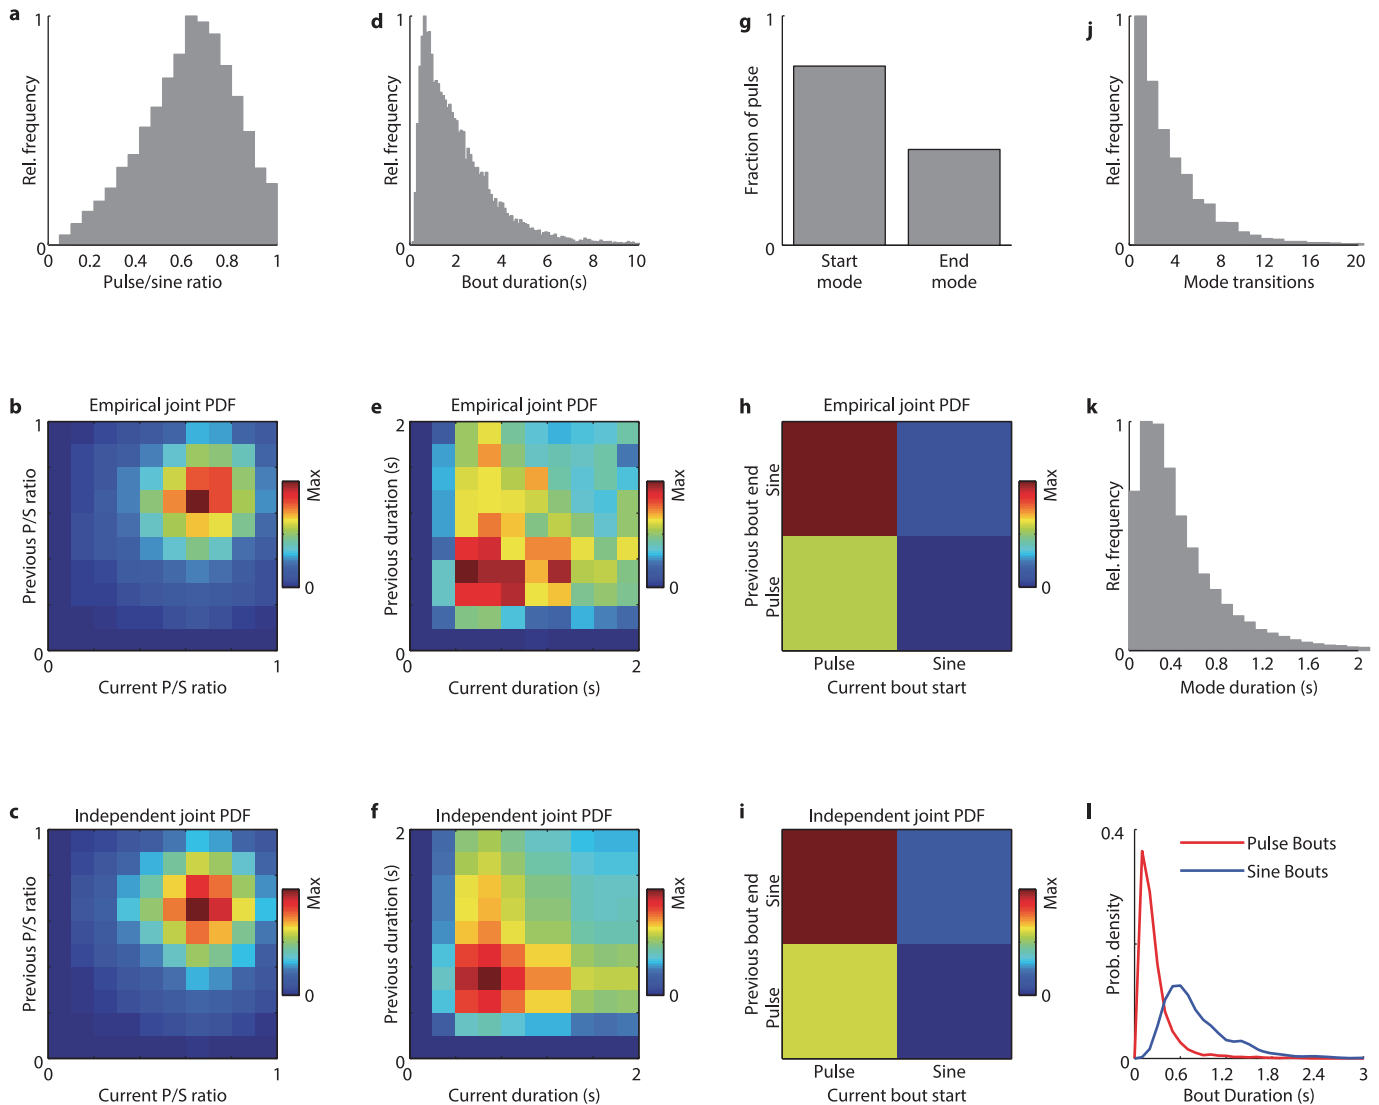 a
1
Rel. frequency
0
0 0.2 0.4 0.6 0.8 1
Pulse/sine ratio
d
1
Rel. frequency
0
0 2 4 6 8 10
Bout duration(s)
g
1
Fraction of pulse
0
Start mode
End mode
j
1
Rel. frequency
0
0 4 8 12 16 20
Mode transitions
b
Empirical joint PDF
1
Previous P/S ratio
0
0 1
Current P/S ratio
Max
0
e
Empirical joint PDF
2
Previous duration (s)
0
0 2
Current duration (s)
Max
0
h
Empirical joint PDF
Previous bout end
Sine
Pulse
Pulse Sine
Current bout start
Max
0
k
1
Rel. frequency
0
0 0.4 0.8 1.2 1.6 2
Mode duration (s)
c
Independent joint PDF
1
Previous P/S ratio
0
0 1
Current P/S ratio
Max
0
f
Independent joint PDF
2
Previous duration (s)
0
0 2
Current duration (s)
Max
0
i
Independent joint PDF
Previous bout end
Sine
Pulse
Pulse Sine
Current bout start
Max
0
l
0.4
Prob. density
0
Pulse Bouts
Sine Bouts
0 0.6 1.2 1.8 2.4 3
Bout Duration (s)